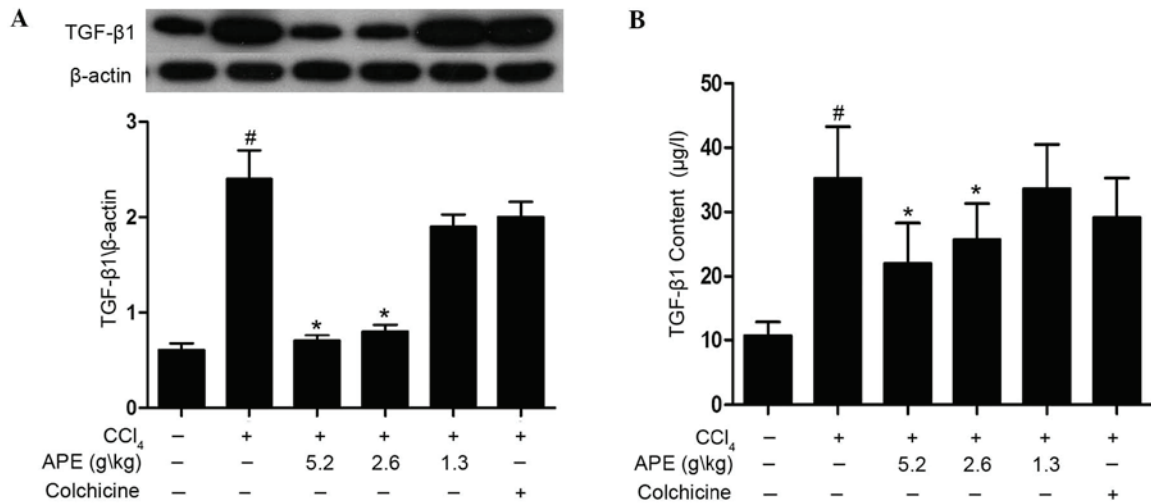 A
TGF-β1
β-actin
TGF-β1\β-actin
3
2
1
0
#
*
*
CCl₄ – + + + + +
APE (g\kg) – – 5.2 2.6 1.3 –
Colchicine – – – – – +
B
TGF-β1 Content (µg/l)
50
40
30
20
10
0
#
*
*
CCl₄ – + + + + +
APE (g\kg) – – 5.2 2.6 1.3 –
Colchicine – – – – – +